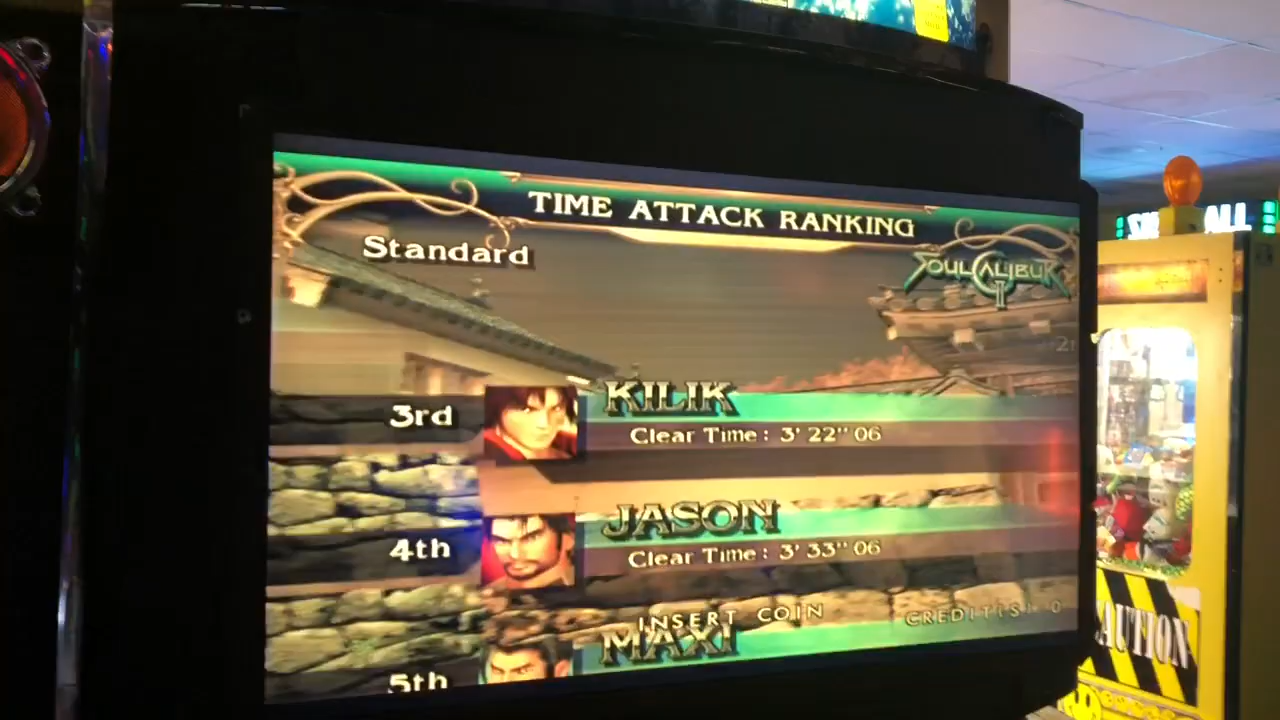 TIME ATTACK RANKING
Standard
SOULCALIBUR
II
3rd
KILIK
Clear Time : 3' 22" 06
4th
JASON
Clear Time : 3' 33" 06
INSERT COIN
CREDIT(S) 0
5th
MAXI
CAUTION